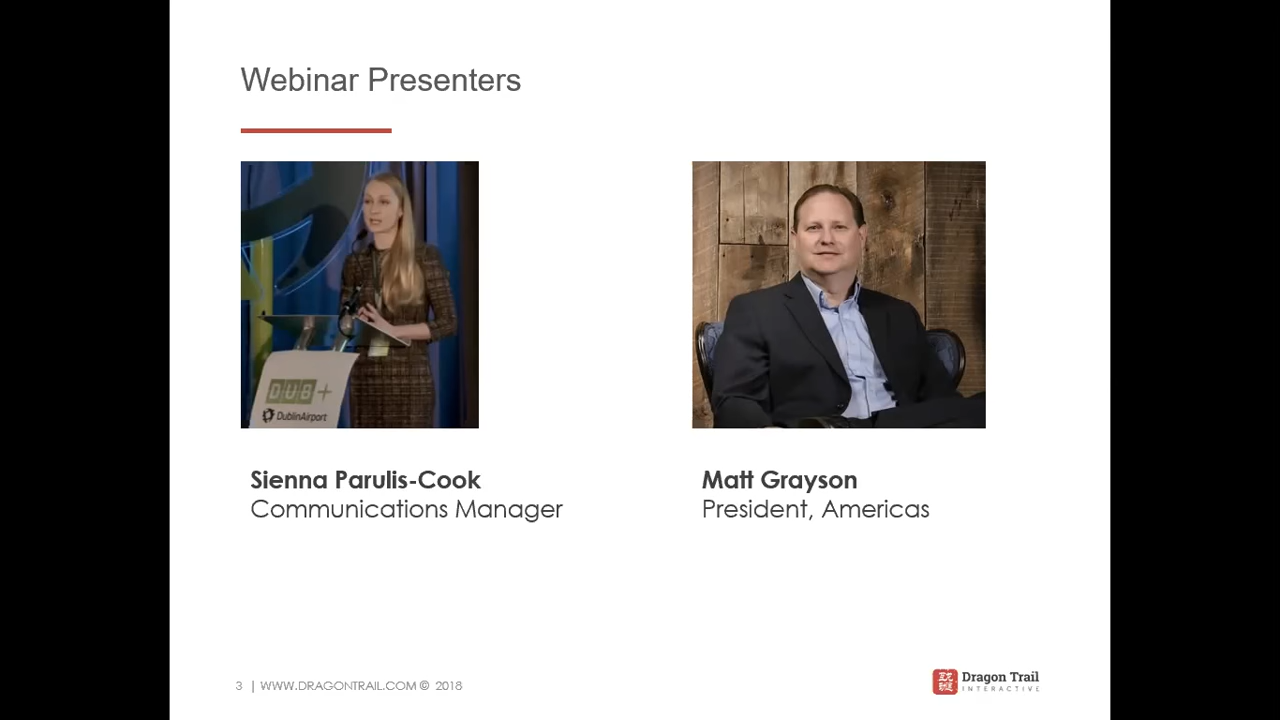 Webinar Presenters
DUB+
DublinAirport
Sienna Parulis-Cook
Communications Manager
Matt Grayson
President, Americas
3 | WWW.DRAGONTRAIL.COM © 2018
Dragon Trail
INTERACTIVE